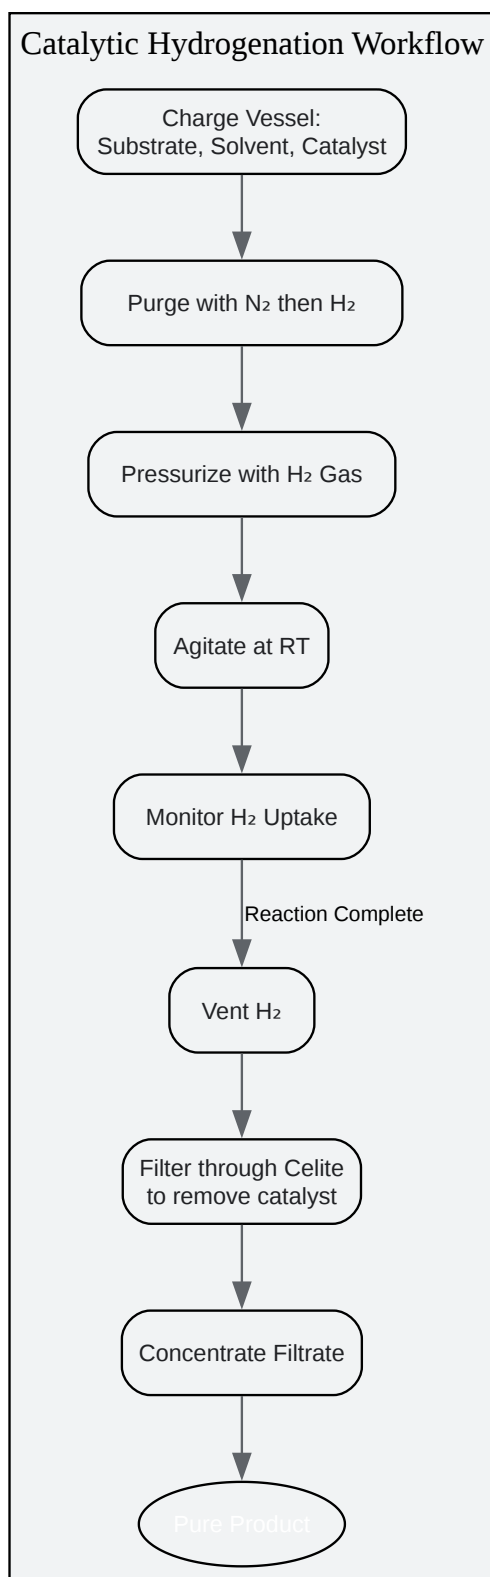 Catalytic Hydrogenation Workflow
Charge Vessel:
Substrate, Solvent, Catalyst
Purge with N₂ then H₂
Pressurize with H₂ Gas
Agitate at RT
Monitor H₂ Uptake
Reaction Complete
Vent H₂
Filter through Celite
to remove catalyst
Concentrate Filtrate
Pure Product